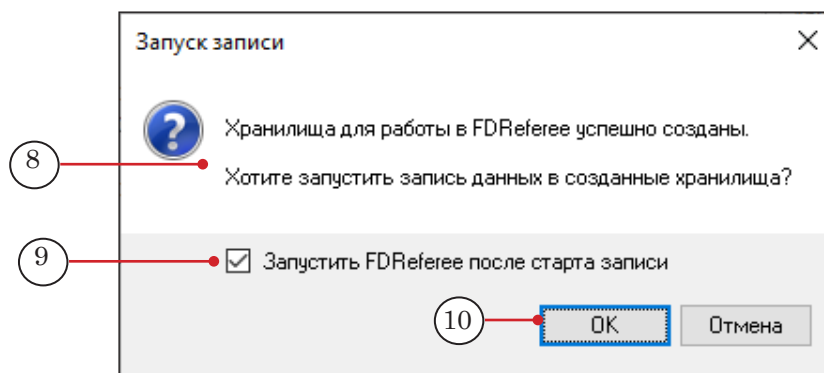 Запуск записи
Хранилища для работы в FDReferee успешно созданы.
8
Хотите запустить запись данных в созданные хранилища?
9
Запустить FDReferee после старта записи
10
OK
Отмена